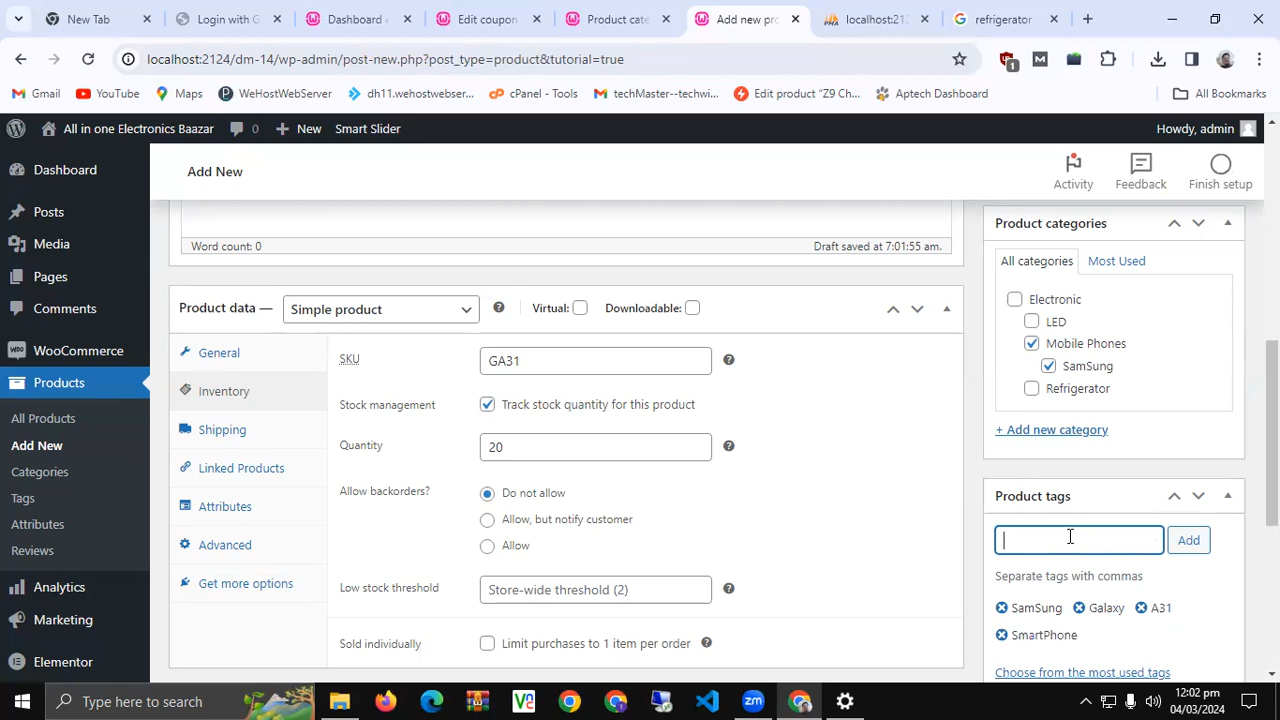 New Tab
Login with G
Dashboard
Edit coupon
Product cate
Add new pro
localhost:212
refrigerator -
localhost:2124/dm-14/wp-admin/post-new.php?post_type=product&tutorial=true
1
Gmail
YouTube
Maps
WeHostWebServer
dh11.wehostwebser...
cPanel - Tools
techMaster--techwi...
Edit product "Z9 Ch...
Aptech Dashboard
All Bookmarks
All in one Electronics Baazar
0
New
Smart Slider
Howdy, admin
Dashboard
Posts
Media
Pages
Comments
WooCommerce
Products
All Products
Add New
Categories
Tags
Attributes
Reviews
Analytics
Marketing
Elementor
Add New
Activity
Feedback
Finish setup
Word count: 0
Draft saved at 7:01:55 am.
Product data — Simple product
Virtual:
Downloadable:
General
Inventory
Shipping
Linked Products
Attributes
Advanced
Get more options
SKU GA31
Stock management Track stock quantity for this product
Quantity 20
Allow backorders? Do not allow
Allow, but notify customer
Allow
Low stock threshold Store-wide threshold (2)
Sold individually Limit purchases to 1 item per order
Product categories
All categories Most Used
Electronic
LED
Mobile Phones
SamSung
Refrigerator
+ Add new category
Product tags
Add
Separate tags with commas
SamSung Galaxy A31
SmartPhone
Choose from the most used tags
Type here to search
VN
zm
12:02 pm
04/03/2024